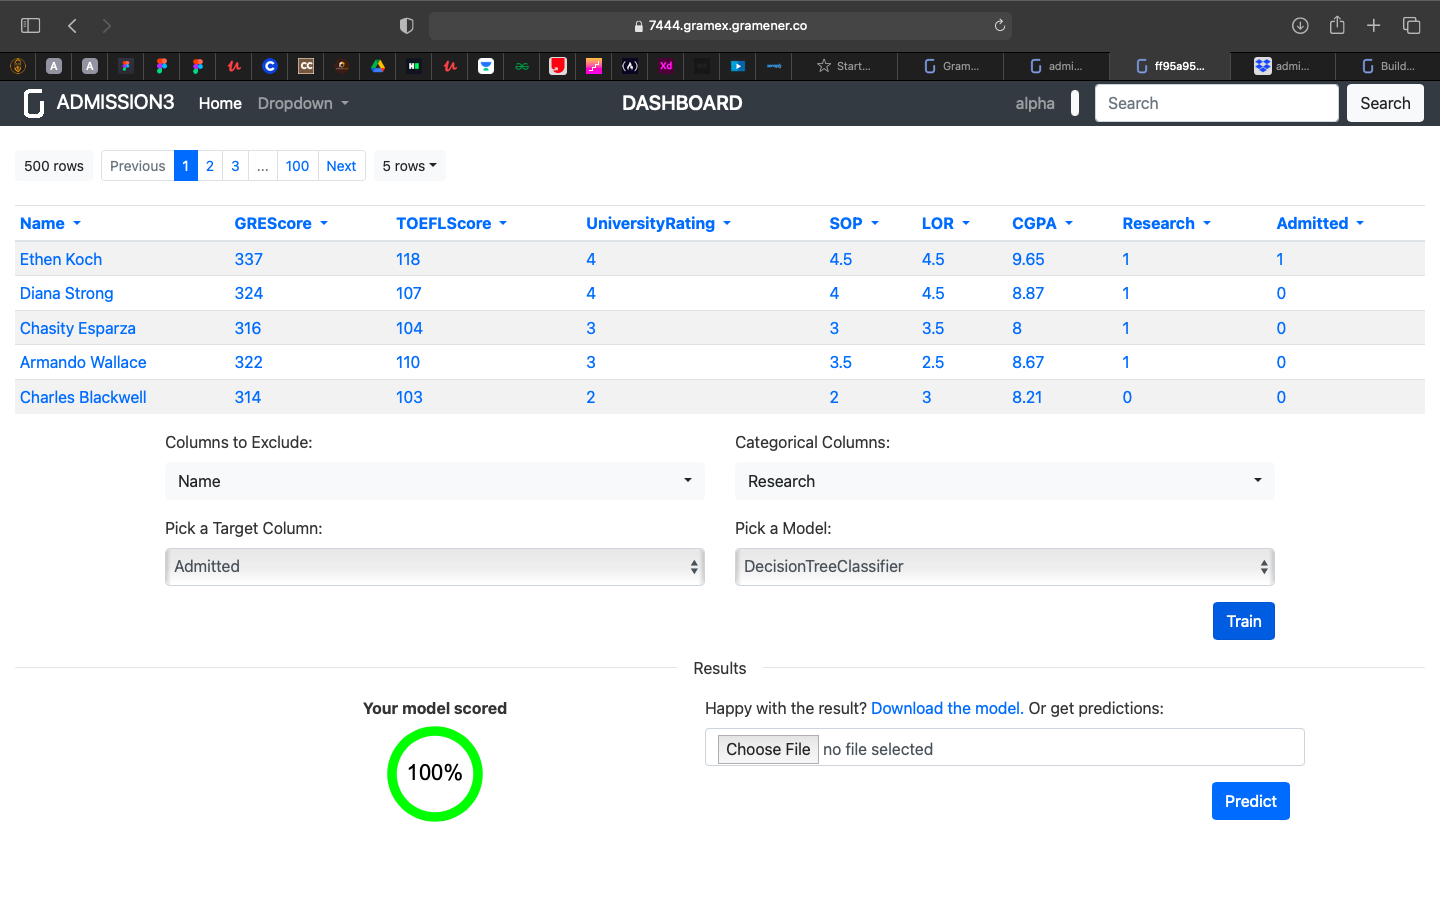 7444.gramex.gramener.co
A A CC H Xd Start... Gram... admi... ff95a95... admi... Build...
ADMISSION3 Home Dropdown DASHBOARD alpha Search Search
500 rows Previous 1 2 3 ... 100 Next 5 rows
Name GREScore TOEFLScore UniversityRating SOP LOR CGPA Research Admitted
Ethen Koch 337 118 4 4.5 4.5 9.65 1 1
Diana Strong 324 107 4 4 4.5 8.87 1 0
Chasity Esparza 316 104 3 3 3.5 8 1 0
Armando Wallace 322 110 3 3.5 2.5 8.67 1 0
Charles Blackwell 314 103 2 2 3 8.21 0 0
Columns to Exclude: Categorical Columns:
Name Research
Pick a Target Column: Pick a Model:
Admitted DecisionTreeClassifier
Train
Results
Your model scored Happy with the result? Download the model. Or get predictions:
Choose File no file selected
100%
Predict